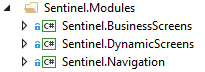 Sentinel.Modules
C# Sentinel.BusinessScreens
C# Sentinel.DynamicScreens
C# Sentinel.Navigation